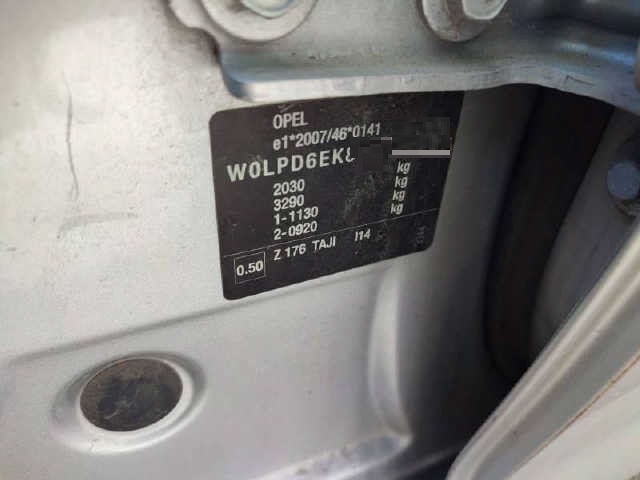 OPEL
e1*2007/46*0141
W0LPD6EK
2030 kg
3290 kg
1-1130 kg
2-0920
0.50 Z 176 TAJI I14